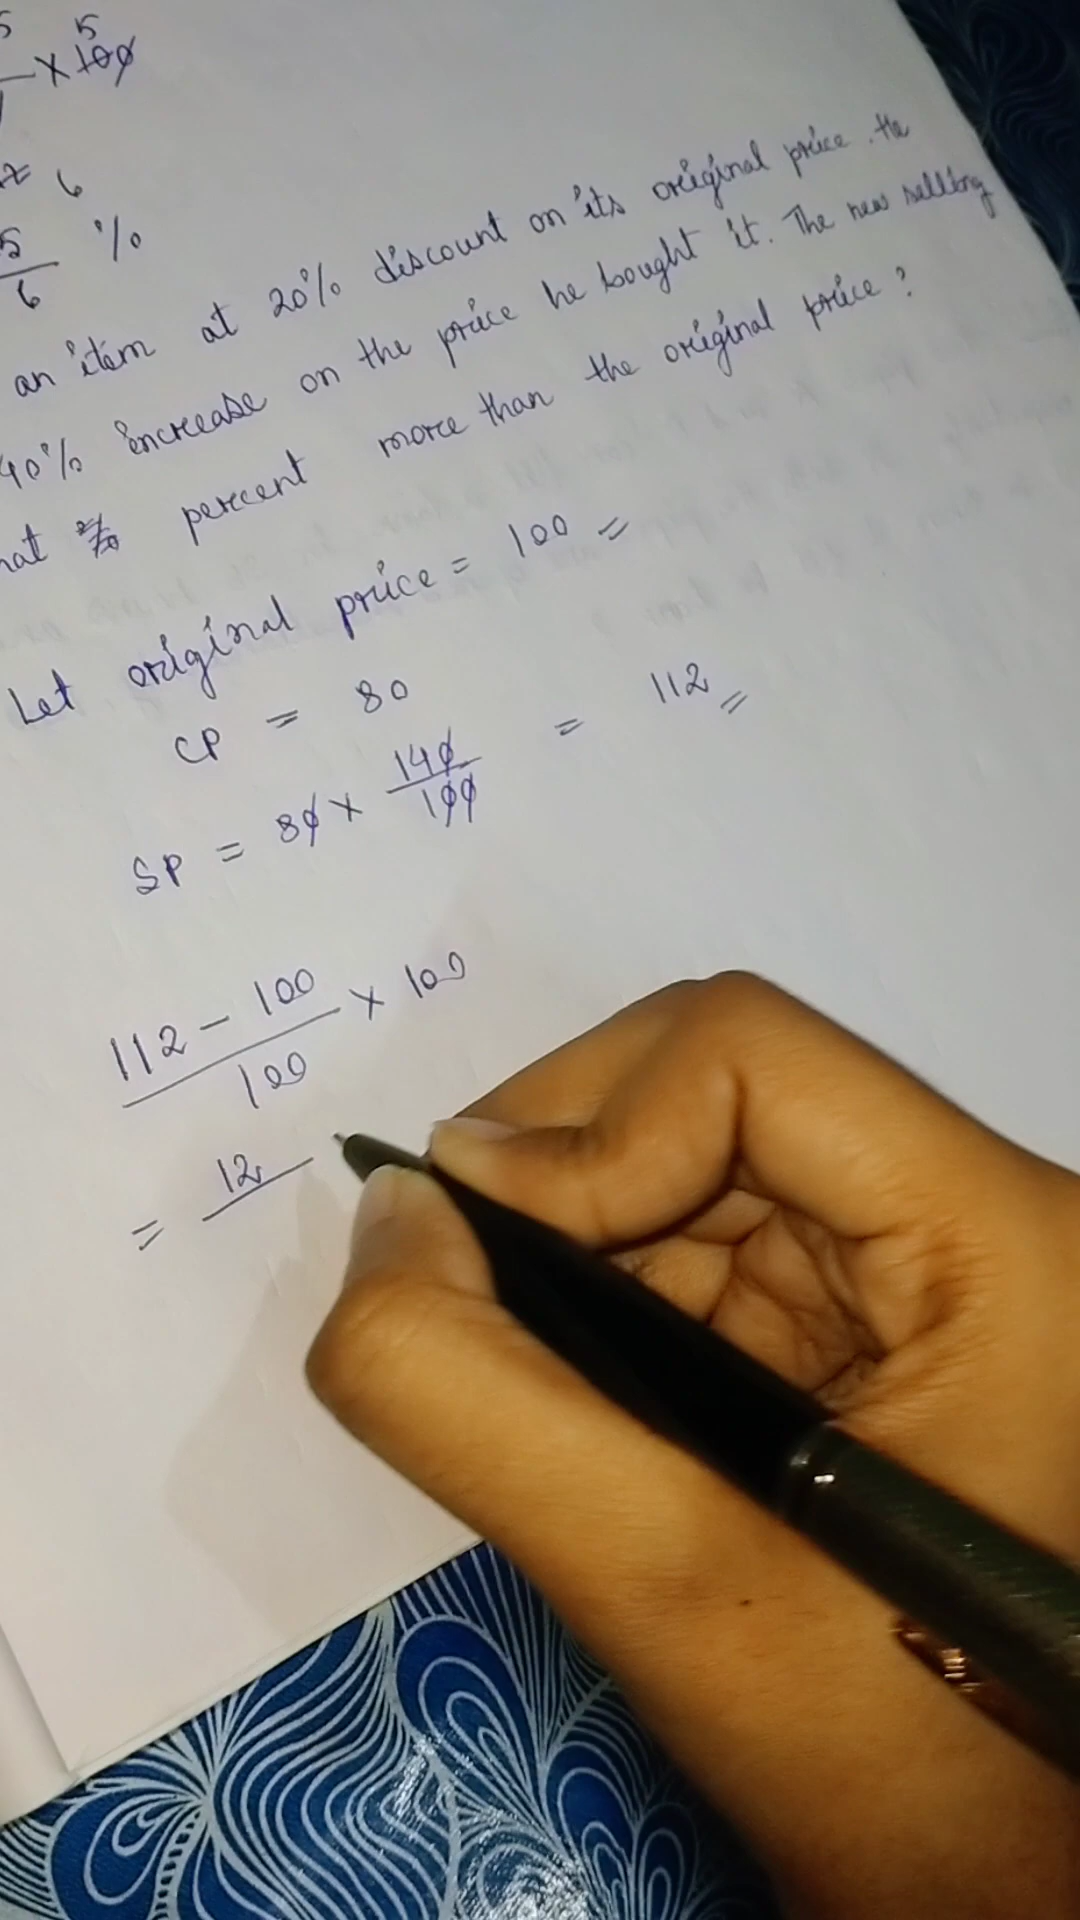 5 5
× 100
6
5/6 %
an item at 20% discount on its original price. He
40% increase on the price he bought it. The new selling
percent more than the original price?
Let original price = 100 =
CP = 80
SP = 80 × 140/100 = 112 =
112 - 100/100 × 100
= 12